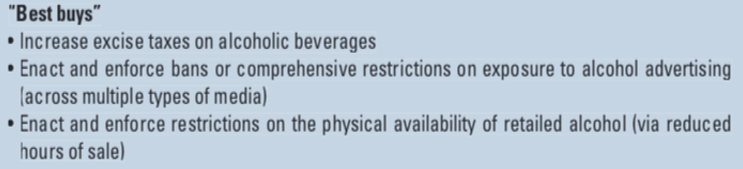 "Best buys"
• Increase excise taxes on alcoholic beverages
• Enact and enforce bans or comprehensive restrictions on exposure to alcohol advertising
(across multiple types of media)
• Enact and enforce restrictions on the physical availability of retailed alcohol (via reduced
hours of sale)